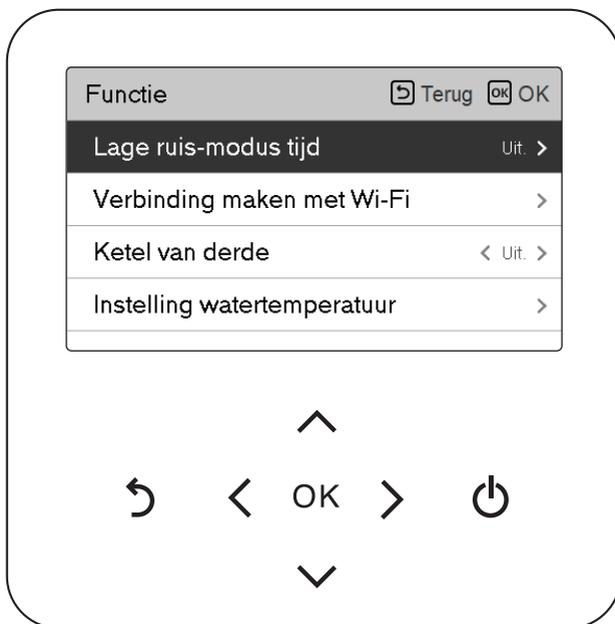 Functie Terug OK OK
Lage ruis-modus tijd Uit.
Verbinding maken met Wi-Fi
Ketel van derde Uit.
Instelling watertemperatuur
OK